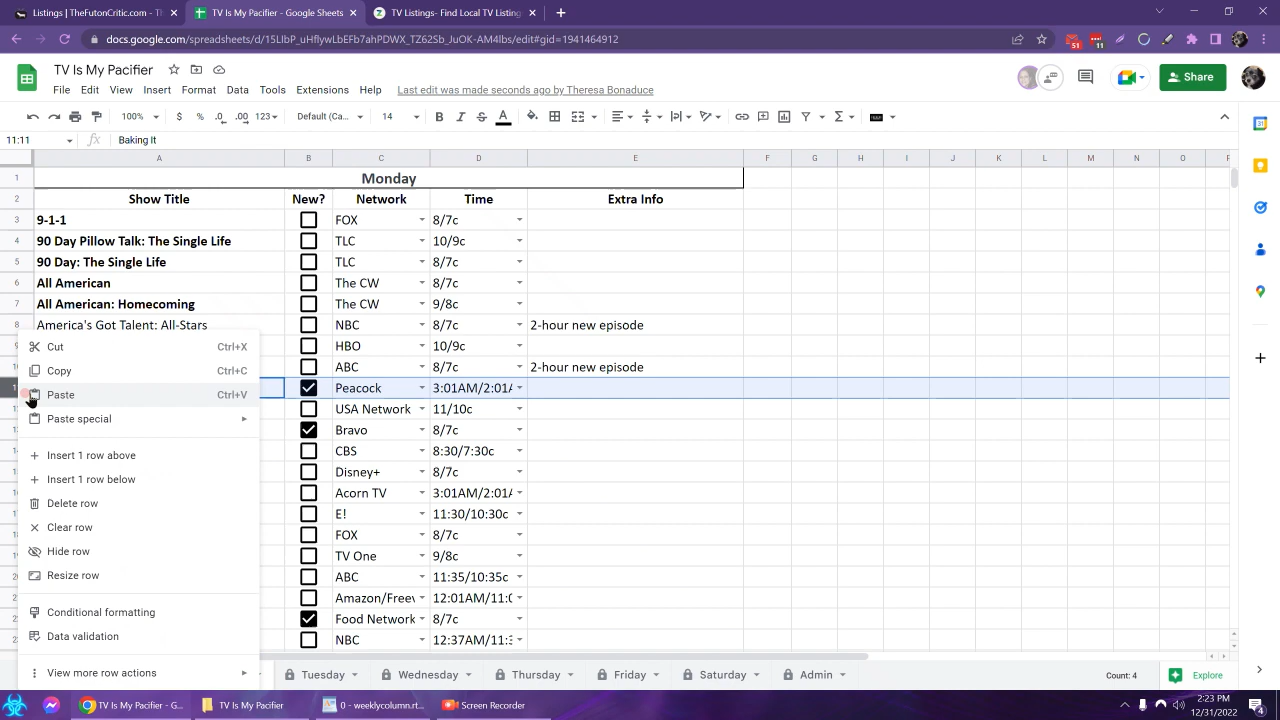 Listings | TheFutonCritic.com - Th
TV Is My Pacifier - Google Sheets
TV Listings- Find Local TV Listing
docs.google.com/spreadsheets/d/15LIbP_uHflywLbEFb7ahPDWX_TZ62Sb_JuOK-AM4lbs/edit#gid=1941464912
51
11
TV Is My Pacifier
File Edit View Insert Format Data Tools Extensions Help Last edit was made seconds ago by Theresa Bonaduce
Share
100% $ % .0 .00 123 Default (Ca... 14 B I S A
11:11 fx Baking It
A B C D E F G H I J K L M N O P
1 Monday
2 Show Title New? Network Time Extra Info
3 9-1-1 FOX 8/7c
4 90 Day Pillow Talk: The Single Life TLC 10/9c
5 90 Day: The Single Life TLC 8/7c
6 All American The CW 8/7c
7 All American: Homecoming The CW 9/8c
8 America's Got Talent: All-Stars NBC 8/7c 2-hour new episode
HBO 10/9c
ABC 8/7c 2-hour new episode
Peacock 3:01AM/2:01A
USA Network 11/10c
Bravo 8/7c
CBS 8:30/7:30c
Disney+ 8/7c
Acorn TV 3:01AM/2:01A
E! 11:30/10:30c
FOX 8/7c
TV One 9/8c
ABC 11:35/10:35c
Amazon/Freev 12:01AM/11:0
Food Network 8/7c
NBC 12:37AM/11:3
Cut Ctrl+X
Copy Ctrl+C
Paste Ctrl+V
Paste special
Insert 1 row above
Insert 1 row below
Delete row
Clear row
Hide row
Resize row
Conditional formatting
Data validation
View more row actions
Tuesday Wednesday Thursday Friday Saturday Admin Count: 4 Explore
TV Is My Pacifier - G... TV Is My Pacifier 0 - weeklycolumn.rt... Screen Recorder
2:23 PM
12/31/2022
4